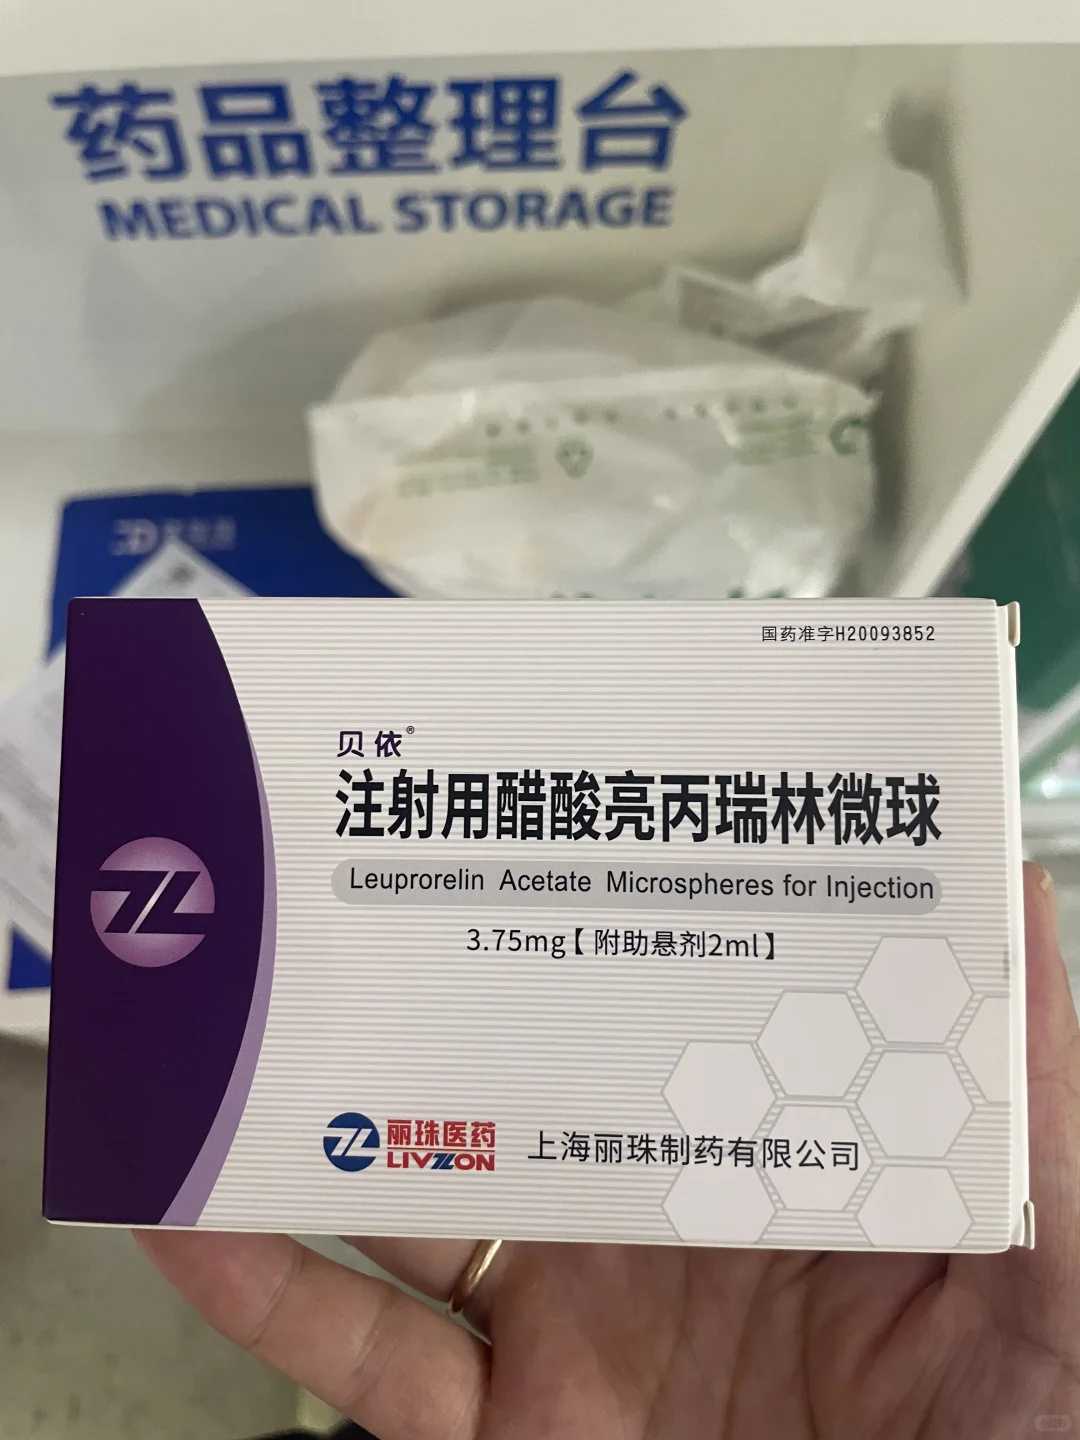 药品整理台
MEDICAL STORAGE
国药准字H20093852
贝依®
注射用醋酸亮丙瑞林微球
Leuprorelin Acetate Microspheres for Injection
3.75mg【附助悬剂2ml】
丽珠医药
LIVZON
上海丽珠制药有限公司